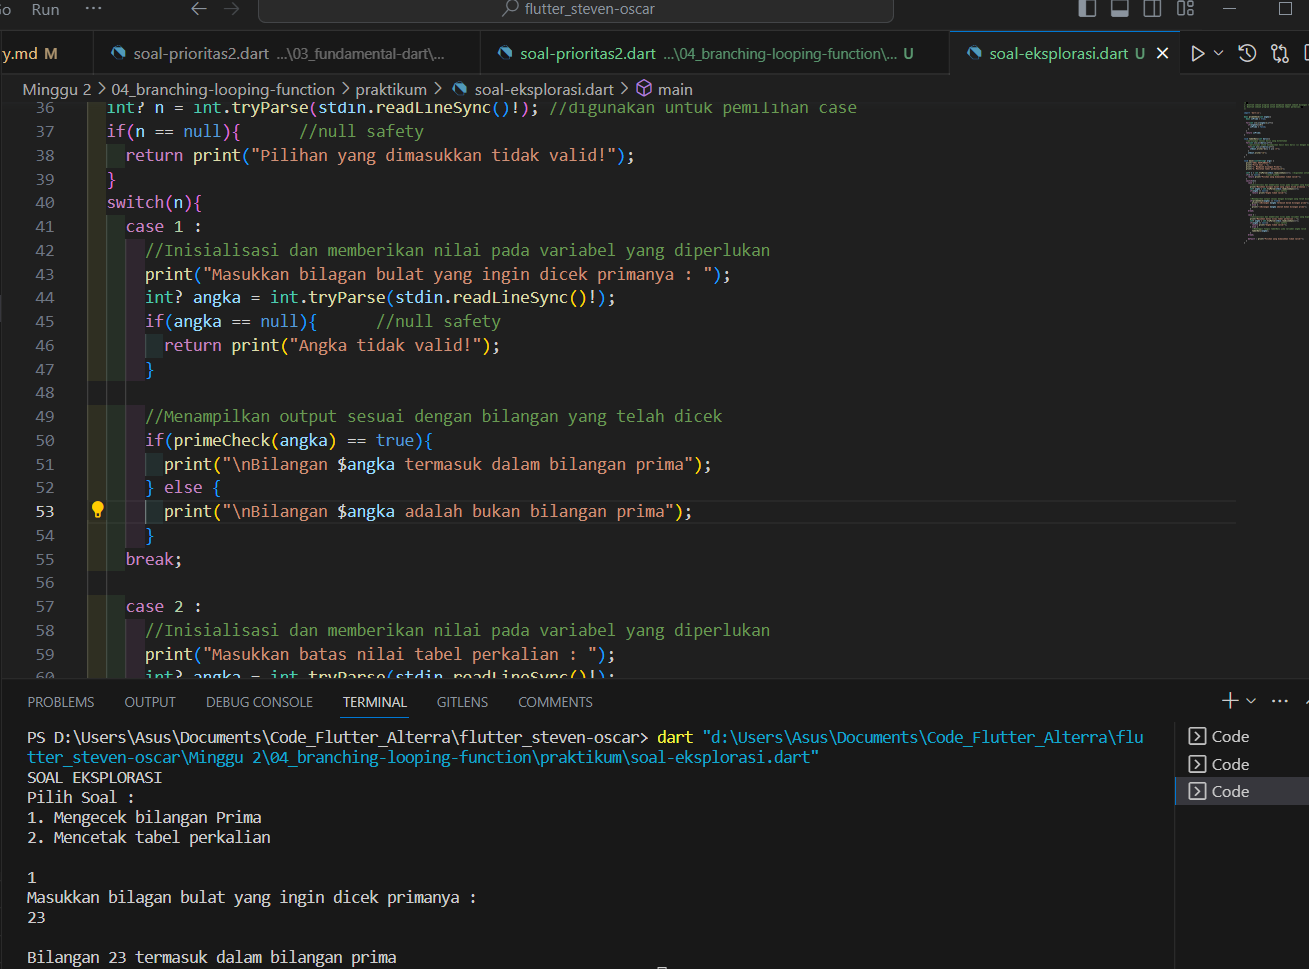 Run ···
flutter_steven-oscar
y.md M
soal-prioritas2.dart ...\03_fundamental-dart\...
soal-prioritas2.dart ...\04_branching-looping-function\... U
soal-eksplorasi.dart U
Minggu 2 > 04_branching-looping-function > praktikum > soal-eksplorasi.dart > main
36 int? n = int.tryParse(stdin.readLineSync()!); //digunakan untuk pemilihan case
37 if(n == null){ //null safety
38 return print("Pilihan yang dimasukkan tidak valid!");
39 }
40 switch(n){
41 case 1 :
42 //Inisialisasi dan memberikan nilai pada variabel yang diperlukan
43 print("Masukkan bilagan bulat yang ingin dicek primanya : ");
44 int? angka = int.tryParse(stdin.readLineSync()!);
45 if(angka == null){ //null safety
46 return print("Angka tidak valid!");
47 }
48
49 //Menampilkan output sesuai dengan bilangan yang telah dicek
50 if(primeCheck(angka) == true){
51 print("\nBilangan $angka termasuk dalam bilangan prima");
52 } else {
53 print("\nBilangan $angka adalah bukan bilangan prima");
54 }
55 break;
56
57 case 2 :
58 //Inisialisasi dan memberikan nilai pada variabel yang diperlukan
59 print("Masukkan batas nilai tabel perkalian : ");
60 int? angka = int.tryParse(stdin.readLineSync()!);
PROBLEMS OUTPUT DEBUG CONSOLE TERMINAL GITLENS COMMENTS
PS D:\Users\Asus\Documents\Code_Flutter_Alterra\flutter_steven-oscar> dart "d:\Users\Asus\Documents\Code_Flutter_Alterra\flu
tter_steven-oscar\Minggu 2\04_branching-looping-function\praktikum\soal-eksplorasi.dart"
SOAL EKSPLORASI
Pilih Soal :
1. Mengecek bilangan Prima
2. Mencetak tabel perkalian
1
Masukkan bilagan bulat yang ingin dicek primanya :
23
Bilangan 23 termasuk dalam bilangan prima
Code
Code
Code